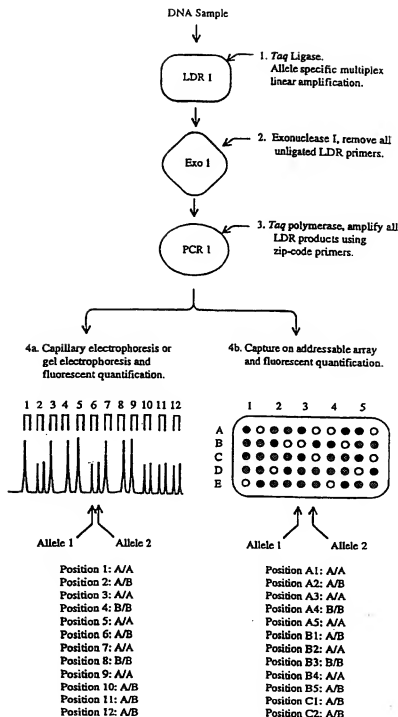 DNA Sample
LDR 1
1. Taq Ligase.
Allele specific multiplex
linear amplification.
Exo 1
2. Exonuclease I, remove all
unligated LDR primers.
PCR 1
3. Taq polymerase, amplify all
LDR products using
zip-code primers.
4a. Capillary electrophoresis or
gel electrophoresis and
fluorescent quantification.
1 2 3 4 5 6 7 8 9 10 11 12
Allele 1 Allele 2
Position 1: A/A
Position 2: A/B
Position 3: A/A
Position 4: B/B
Position 5: A/A
Position 6: A/B
Position 7: A/A
Position 8: B/B
Position 9: A/A
Position 10: A/B
Position 11: A/B
Position 12: A/B
4b. Capture on addressable array
and fluorescent quantification.
1 2 3 4 5
A
B
C
D
E
Allele 1 Allele 2
Position A1: A/A
Position A2: A/B
Position A3: A/A
Position A4: B/B
Position A5: A/A
Position B1: A/B
Position B2: A/A
Position B3: B/B
Position B4: A/A
Position B5: A/B
Position C1: A/B
Position C2: A/B